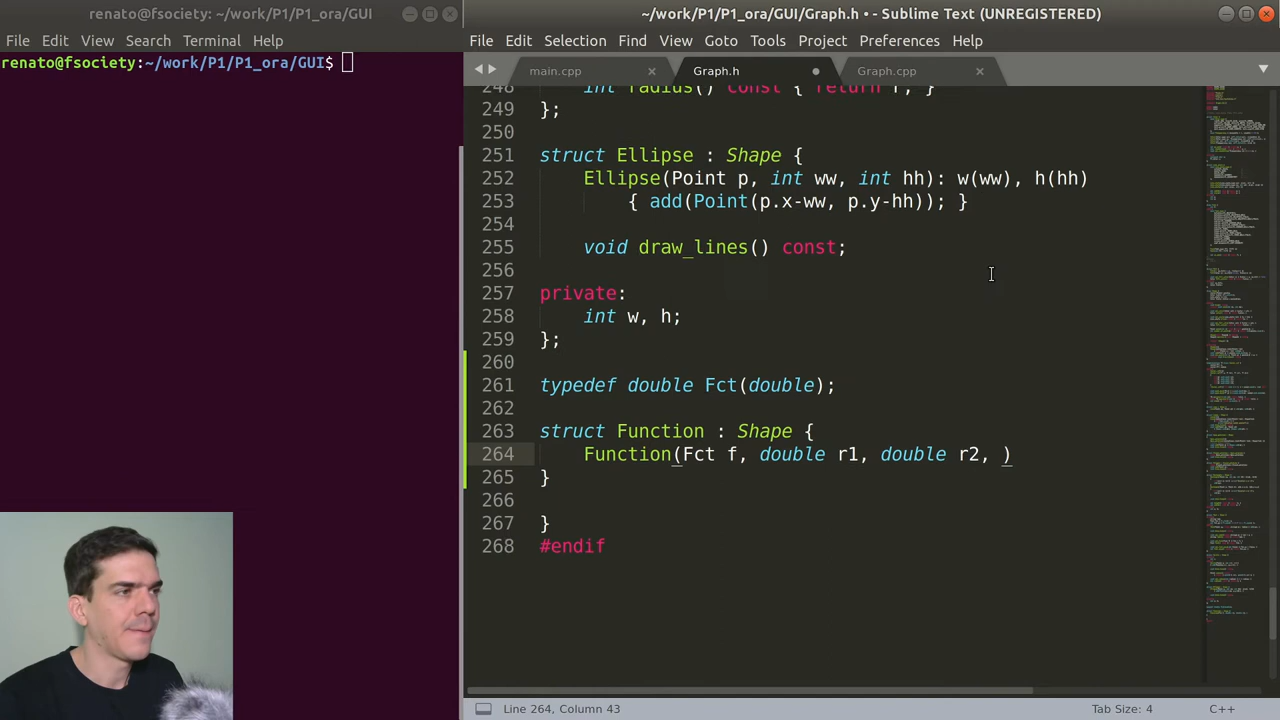 renato@fsociety: ~/work/P1/P1_ora/GUI
File Edit View Search Terminal Help
renato@fsociety:~/work/P1/P1_ora/GUI$
~/work/P1/P1_ora/GUI/Graph.h • - Sublime Text (UNREGISTERED)
File Edit Selection Find View Goto Tools Project Preferences Help
main.cpp Graph.h Graph.cpp
248 int radius() const { return r; }
249 };
250
251 struct Ellipse : Shape {
252 Ellipse(Point p, int ww, int hh): w(ww), h(hh)
253 { add(Point(p.x-ww, p.y-hh)); }
254
255 void draw_lines() const;
256
257 private:
258 int w, h;
259 };
260
261 typedef double Fct(double);
262
263 struct Function : Shape {
264 Function(Fct f, double r1, double r2, )
265 }
266
267 }
268 #endif
Line 264, Column 43
Tab Size: 4
C++